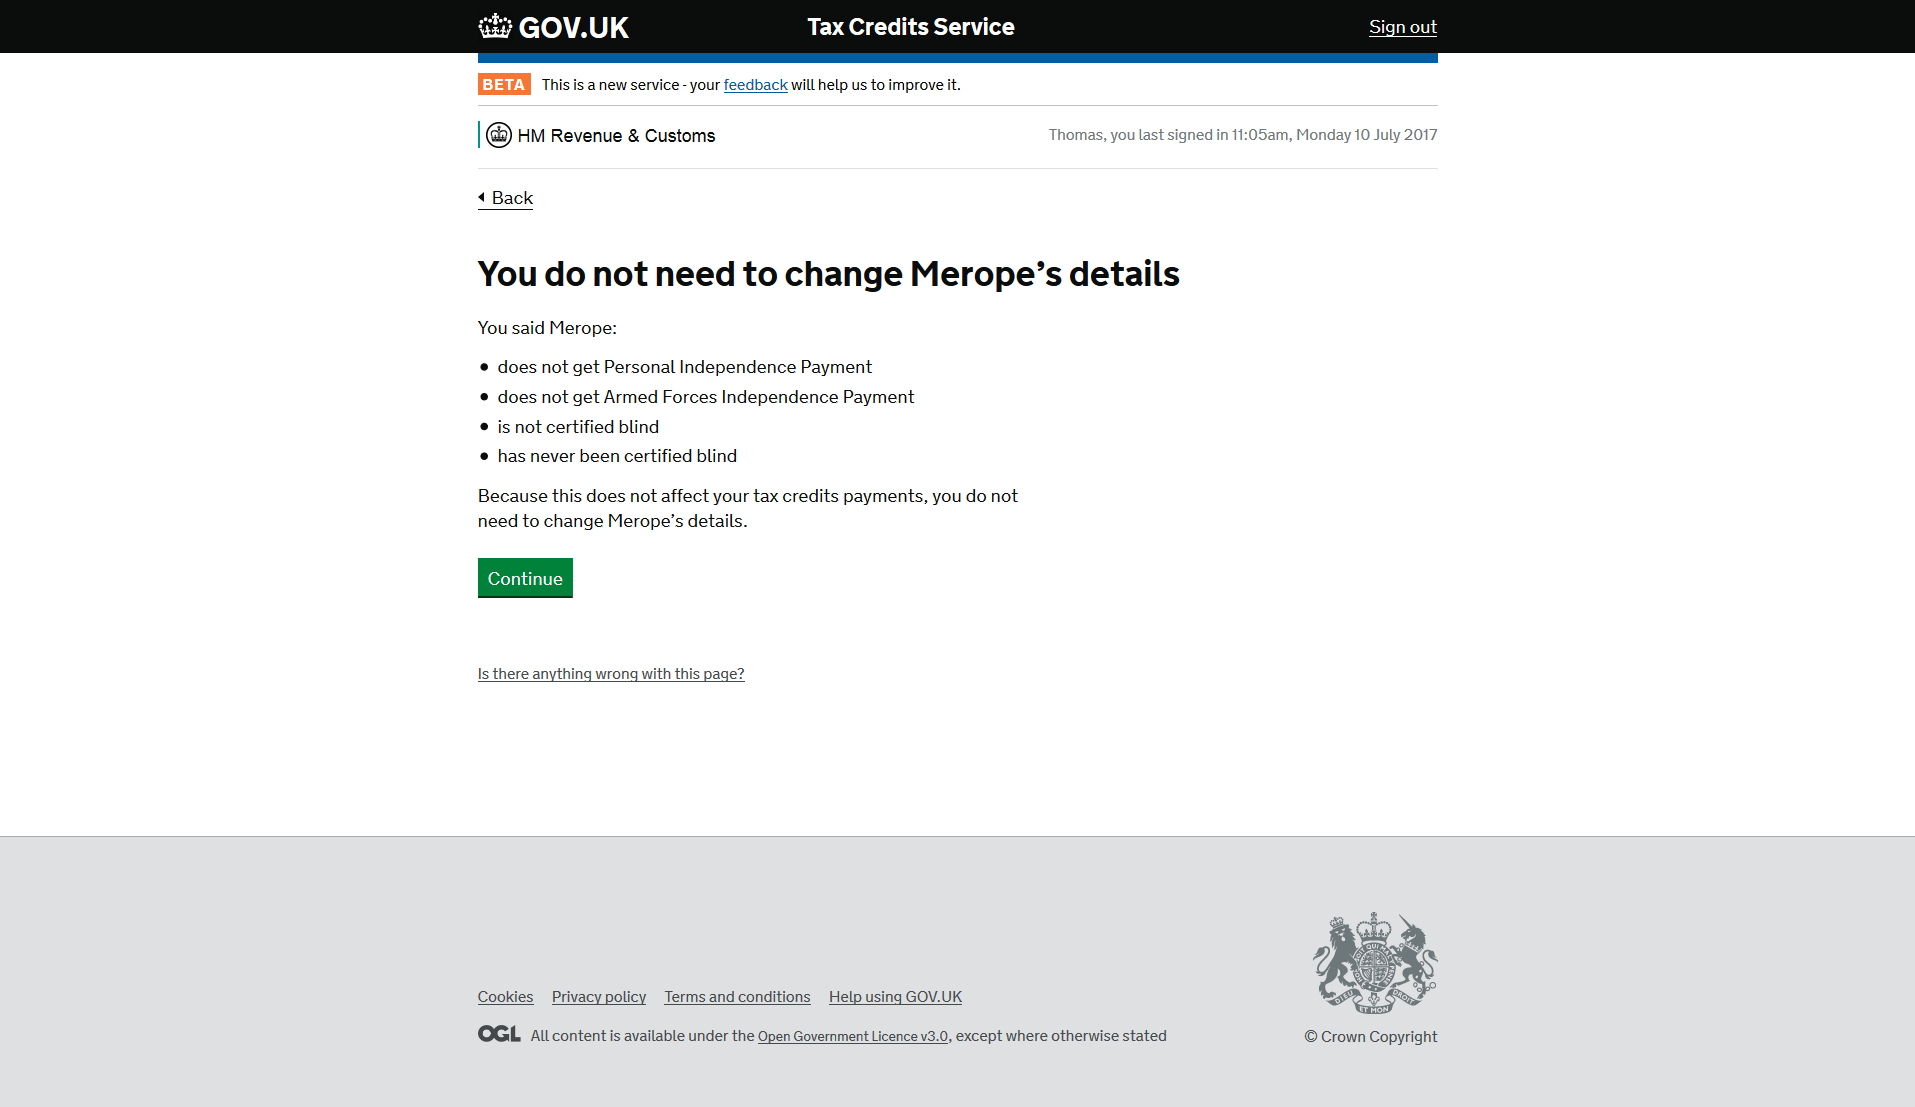 GOV.UK
Tax Credits Service
Sign out
BETA
This is a new service - your feedback will help us to improve it.
HM Revenue & Customs
Thomas, you last signed in 11:05am, Monday 10 July 2017
Back
You do not need to change Merope’s details
You said Merope:
does not get Personal Independence Payment
does not get Armed Forces Independence Payment
is not certified blind
has never been certified blind
Because this does not affect your tax credits payments, you do not
need to change Merope’s details.
Continue
Is there anything wrong with this page?
Cookies Privacy policy Terms and conditions Help using GOV.UK
OGL All content is available under the Open Government Licence v3.0, except where otherwise stated
DIEU ET MON DROIT
© Crown Copyright